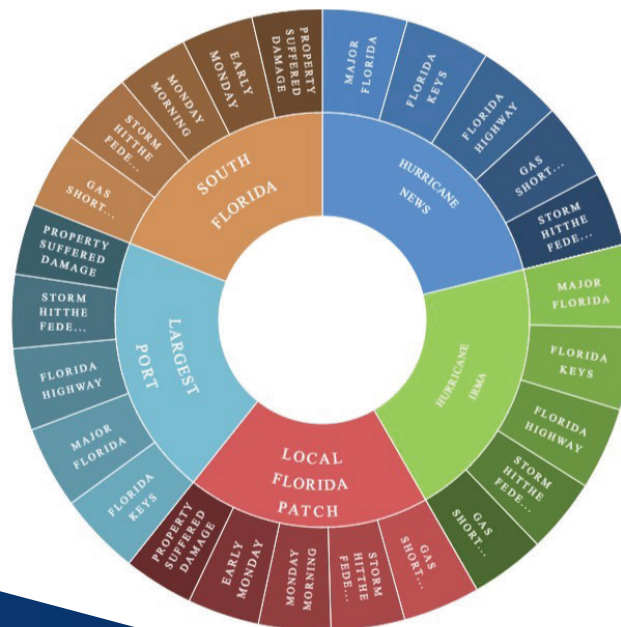 MAJOR
FLORIDA
FLORIDA
KEYS
FLORIDA
HIGHWAY
GAS
SHORT...
STORM
HITTHE
FEDE...
HURRICANE
NEWS
MAJOR
FLORIDA
FLORIDA
KEYS
FLORIDA
HIGHWAY
STORM
HITTHE
FEDE...
GAS
SHORT...
HURRICANE
IRMA
GAS
SHORT...
STORM
HITTHE
FEDE...
MONDAY
MORNING
EARLY
MONDAY
PROPERTY
SUFFERED
DAMAGE
LOCAL
FLORIDA
PATCH
FLORIDA
KEYS
MAJOR
FLORIDA
FLORIDA
HIGHWAY
STORM
HITTHE
FEDE...
PROPERTY
SUFFERED
DAMAGE
LARGEST
PORT
GAS
SHORT...
STORM
HITTHE
FEDE...
MONDAY
MORNING
EARLY
MONDAY
PROPERTY
SUFFERED
DAMAGE
SOUTH
FLORIDA